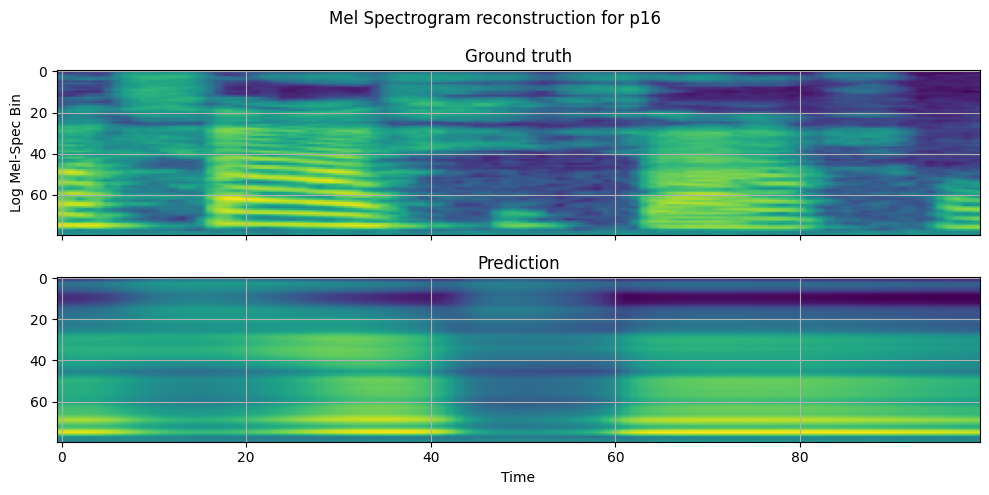 Mel Spectrogram reconstruction for p16
Ground truth
Log Mel-Spec Bin
0
20
40
60
Prediction
0
20
40
60
0 20 40 60 80
Time